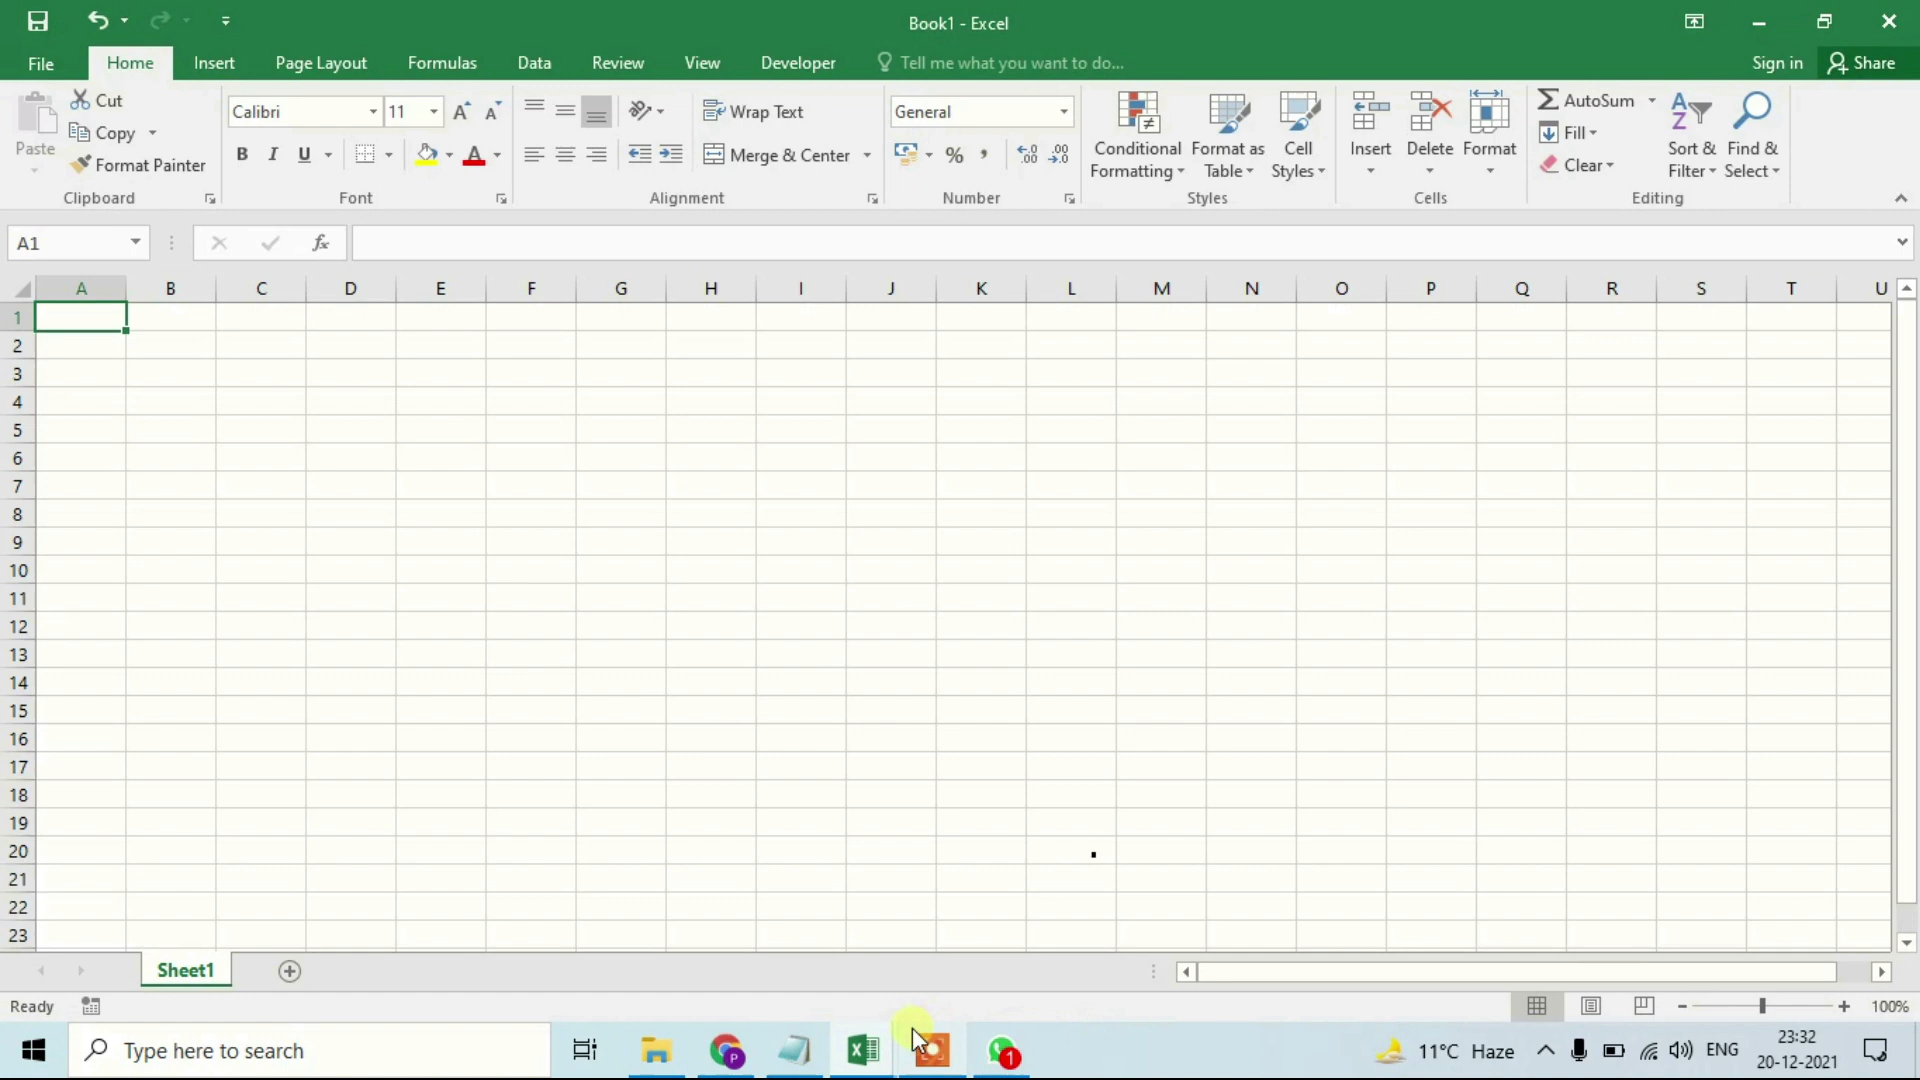 Book1 - Excel
File Home Insert Page Layout Formulas Data Review View Developer Tell me what you want to do... Sign in Share
Paste Cut Calibri 11 Wrap Text General Conditional Formatting Format as Table Cell Styles Insert Delete Format AutoSum Sort & Filter Find & Select
Copy Fill
Format Painter B I U A Merge & Center % , Clear
Clipboard Font Alignment Number Styles Cells Editing
A1 fx
A B C D E F G H I J K L M N O P Q R S T U
1
2
3
4
5
6
7
8
9
10
11
12
13
14
15
16
17
18
19
20
21
22
23
Sheet1
Ready 100%
Type here to search P 1 11°C Haze ENG 23:32
20-12-2021